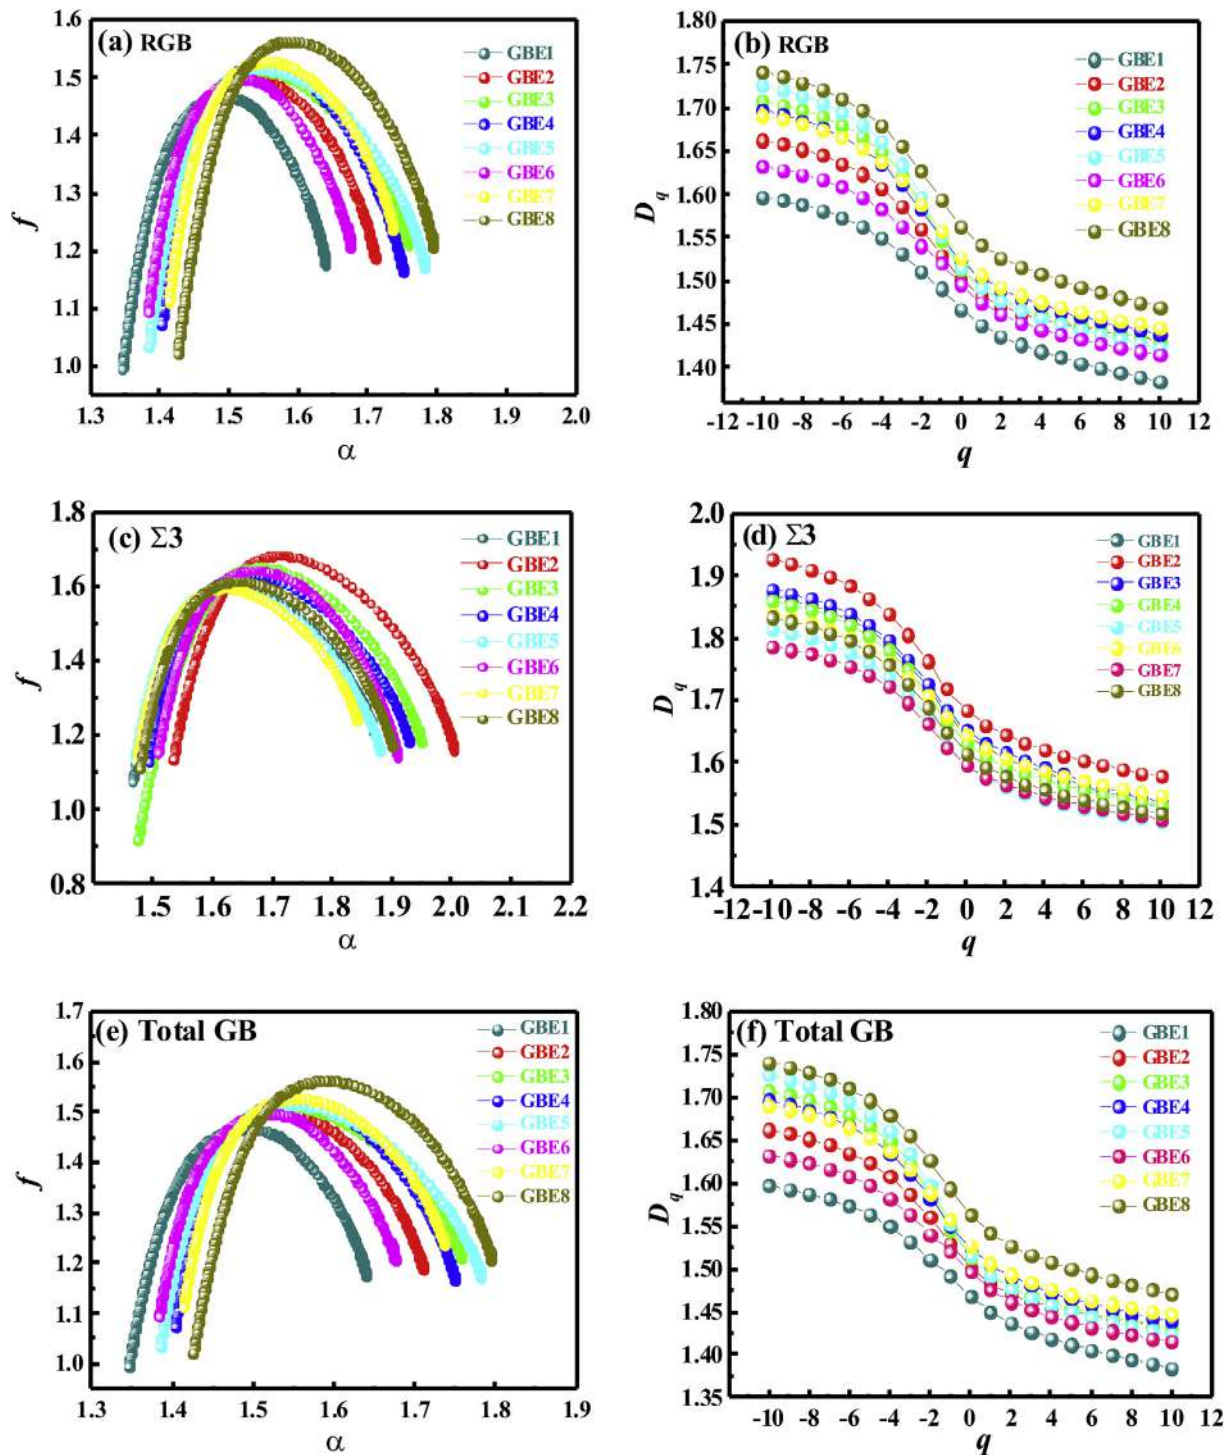 (a) RGB
GBE1
GBE2
GBE3
GBE4
GBE5
GBE6
GBE7
GBE8
1.6
1.5
1.4
1.3
1.2
1.1
1.0
f
1.3 1.4 1.5 1.6 1.7 1.8 1.9 2.0
α
(b) RGB
GBE1
GBE2
GBE3
GBE4
GBE5
GBE6
GBE7
GBE8
1.80
1.75
1.70
1.65
1.60
1.55
1.50
1.45
1.40
D_q
-12 -10 -8 -6 -4 -2 0 2 4 6 8 10 12
q
(c) Σ3
GBE1
GBE2
GBE3
GBE4
GBE5
GBE6
GBE7
GBE8
1.8
1.6
1.4
1.2
1.0
0.8
f
1.5 1.6 1.7 1.8 1.9 2.0 2.1 2.2
α
(d) Σ3
GBE1
GBE2
GBE3
GBE4
GBE5
GBE6
GBE7
GBE8
2.0
1.9
1.8
1.7
1.6
1.5
1.4
D_q
-12 -10 -8 -6 -4 -2 0 2 4 6 8 10 12
q
(e) Total GB
GBE1
GBE2
GBE3
GBE4
GBE5
GBE6
GBE7
GBE8
1.7
1.6
1.5
1.4
1.3
1.2
1.1
1.0
f
1.3 1.4 1.5 1.6 1.7 1.8 1.9
α
(f) Total GB
GBE1
GBE2
GBE3
GBE4
GBE5
GBE6
GBE7
GBE8
1.80
1.75
1.70
1.65
1.60
1.55
1.50
1.45
1.40
1.35
D_q
-10 -8 -6 -4 -2 0 2 4 6 8 10 12
q